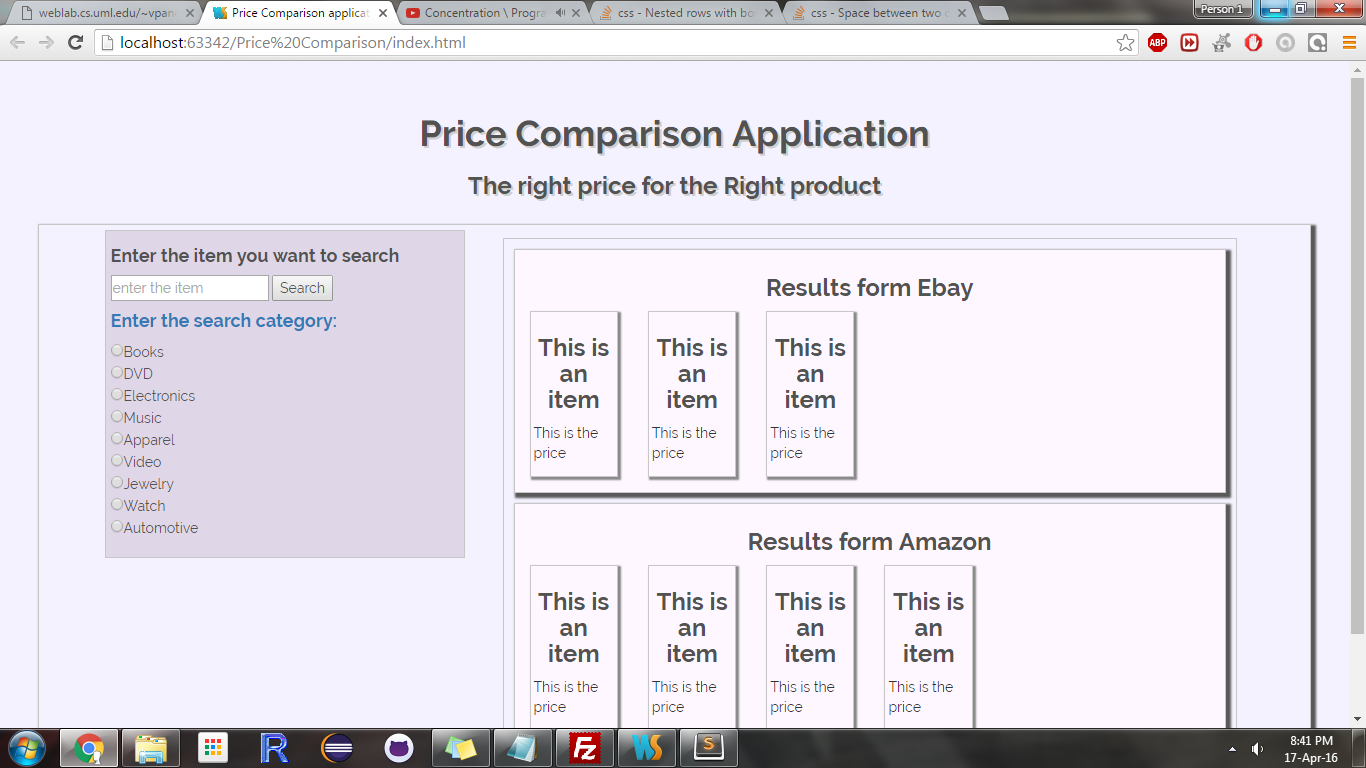 weblab.cs.uml.edu/~vpan
Price Comparison applicat
Concentration \ Progra
css - Nested rows with bo
css - Space between two c
Person 1
localhost:63342/Price%20Comparison/index.html
ABP
Price Comparison Application
The right price for the Right product
Enter the item you want to search
enter the item
Search
Enter the search category:
Books
DVD
Electronics
Music
Apparel
Video
Jewelry
Watch
Automotive
Results form Ebay
This is
an
item
This is the
price
This is
an
item
This is the
price
This is
an
item
This is the
price
Results form Amazon
This is
an
item
This is the
price
This is
an
item
This is the
price
This is
an
item
This is the
price
This is
an
item
This is the
price
R
Fz
WS
S
8:41 PM
17-Apr-16